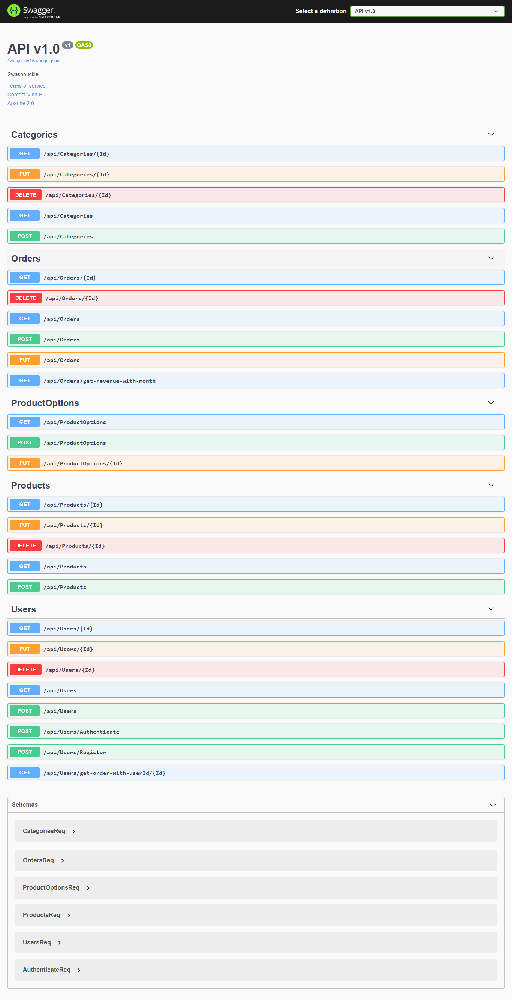 Swagger
Supported by SMARTBEAR
Select a definition
API v1.0
API v1.0 v1 OAS3
/swagger/v1/swagger.json
Swashbuckle
Terms of service
Contact Vinh Bui
Apache 2.0
Categories
GET /api/Categories/{Id}
PUT /api/Categories/{Id}
DELETE /api/Categories/{Id}
GET /api/Categories
POST /api/Categories
Orders
GET /api/Orders/{Id}
DELETE /api/Orders/{Id}
GET /api/Orders
POST /api/Orders
PUT /api/Orders
GET /api/Orders/get-revenue-with-month
ProductOptions
GET /api/ProductOptions
POST /api/ProductOptions
PUT /api/ProductOptions/{Id}
Products
GET /api/Products/{Id}
PUT /api/Products/{Id}
DELETE /api/Products/{Id}
GET /api/Products
POST /api/Products
Users
GET /api/Users/{Id}
PUT /api/Users/{Id}
DELETE /api/Users/{Id}
GET /api/Users
POST /api/Users
POST /api/Users/Authenticate
POST /api/Users/Register
GET /api/Users/get-order-with-userId/{Id}
Schemas
CategoriesReq
OrdersReq
ProductOptionsReq
ProductsReq
UsersReq
AuthenticateReq